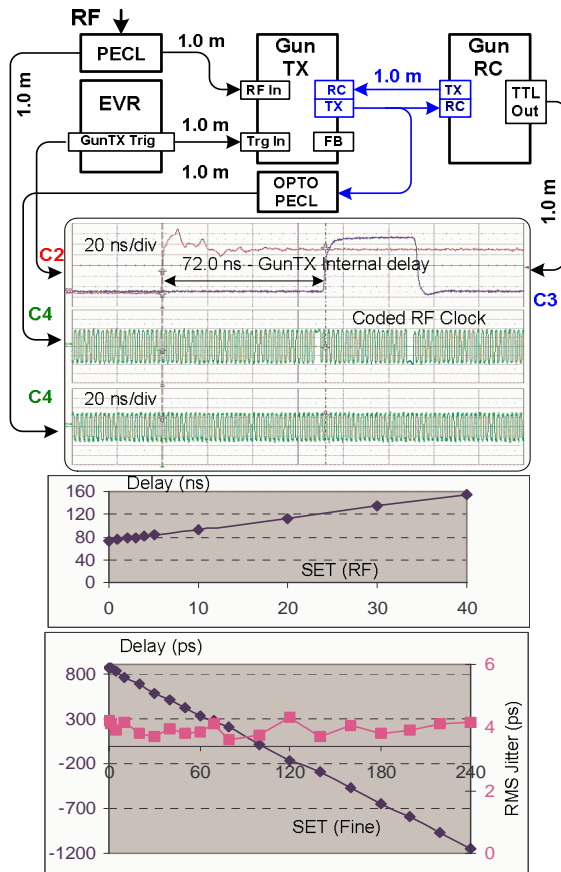 RF
PECL
1.0 m
Gun
TX
Gun
RC
1.0 m
RF In
RC
TX
1.0 m
TX
RC
TTL
Out
EVR
GunTX Trig
1.0 m
Trg In
FB
1.0 m
OPTO
PECL
1.0 m
C2
20 ns/div
72.0 ns - GunTX Internal delay
C3
C4
Coded RF Clock
C4
20 ns/div
Delay (ns)
160
120
80
40
0
SET (RF)
0 10 20 30 40
Delay (ps)
800
300
-200
-700
-1200
0 60 120 180 240
SET (Fine)
6
4
2
0
RMS Jitter (ps)